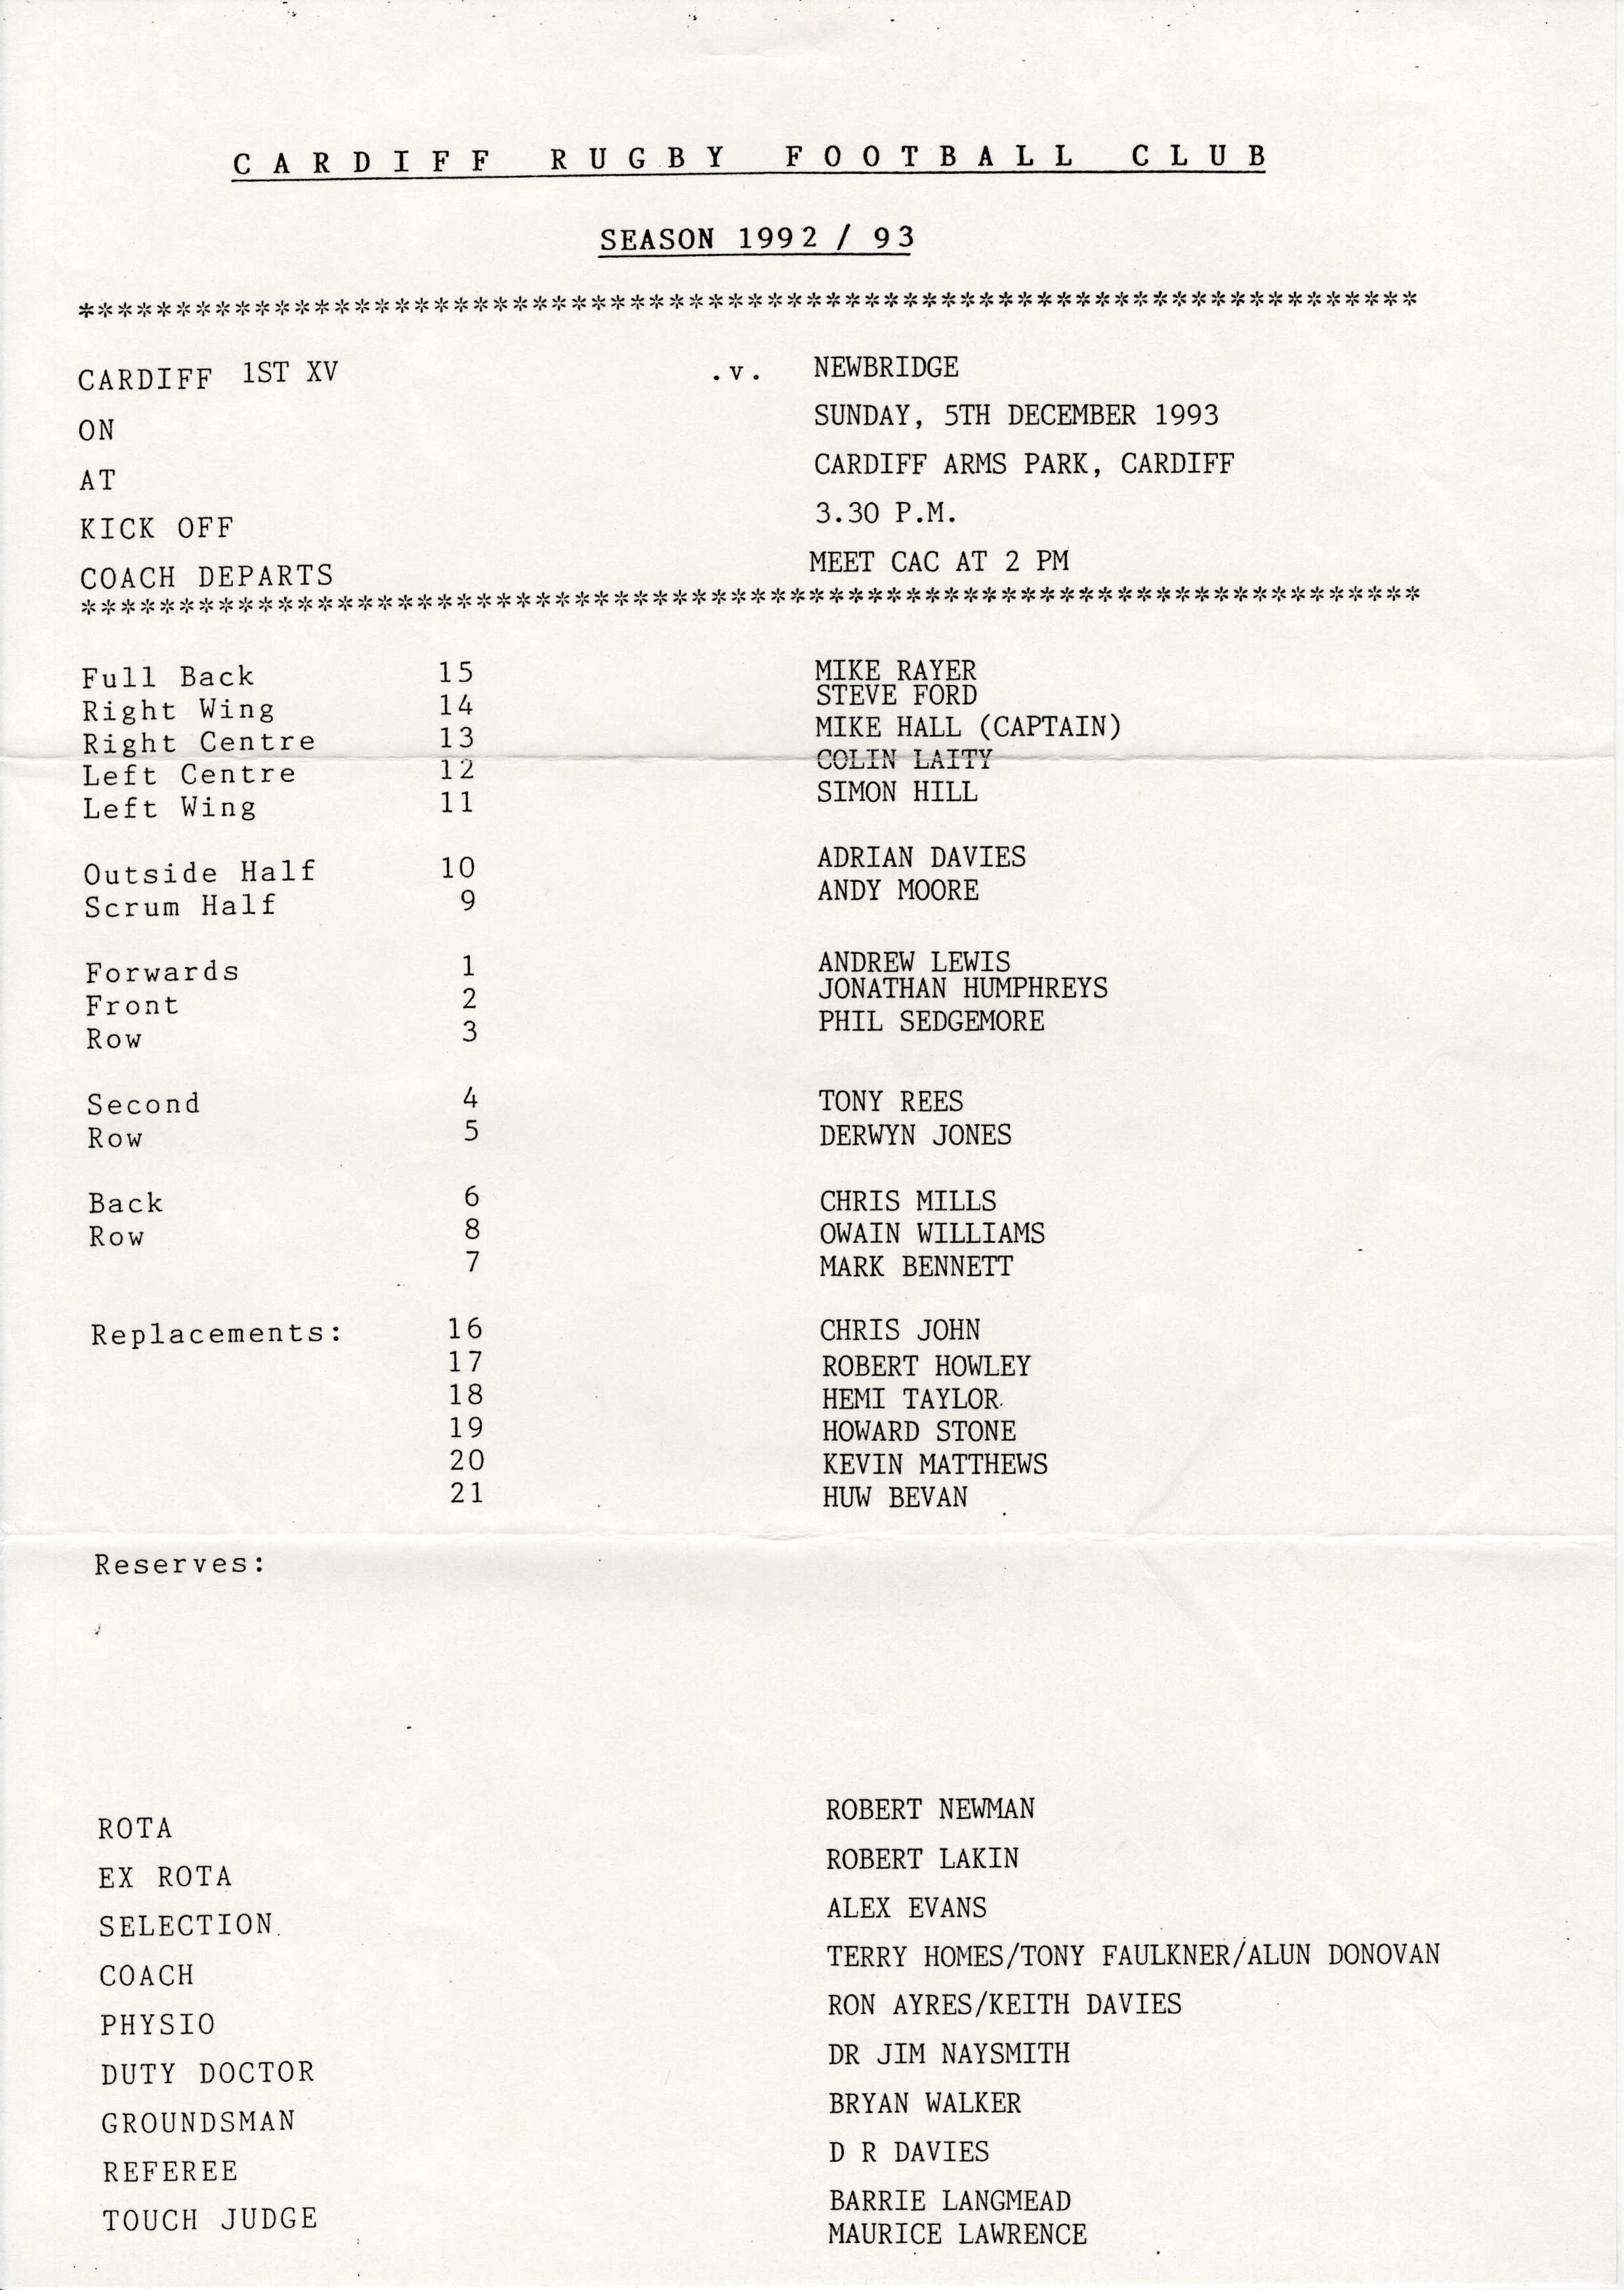 CARDIFF RUGBY FOOTBALL CLUB
SEASON 1992 / 93
********************************************************************
CARDIFF 1ST XV .v. NEWBRIDGE
ON SUNDAY, 5TH DECEMBER 1993
AT CARDIFF ARMS PARK, CARDIFF
KICK OFF 3.30 P.M.
COACH DEPARTS MEET CAC AT 2 PM
********************************************************************
Full Back 15 MIKE RAYER
Right Wing 14 STEVE FORD
Right Centre 13 MIKE HALL (CAPTAIN)
Left Centre 12 COLIN LAITY
Left Wing 11 SIMON HILL
Outside Half 10 ADRIAN DAVIES
Scrum Half 9 ANDY MOORE
Forwards 1 ANDREW LEWIS
Front 2 JONATHAN HUMPHREYS
Row 3 PHIL SEDGEMORE
Second 4 TONY REES
Row 5 DERWYN JONES
Back 6 CHRIS MILLS
Row 8 OWAIN WILLIAMS
7 MARK BENNETT
Replacements: 16 CHRIS JOHN
17 ROBERT HOWLEY
18 HEMI TAYLOR
19 HOWARD STONE
20 KEVIN MATTHEWS
21 HUW BEVAN
Reserves:
ROTA ROBERT NEWMAN
EX ROTA ROBERT LAKIN
SELECTION ALEX EVANS
COACH TERRY HOMES/TONY FAULKNER/ALUN DONOVAN
PHYSIO RON AYRES/KEITH DAVIES
DUTY DOCTOR DR JIM NAYSMITH
GROUNDSMAN BRYAN WALKER
REFEREE D R DAVIES
TOUCH JUDGE BARRIE LANGMEAD
MAURICE LAWRENCE